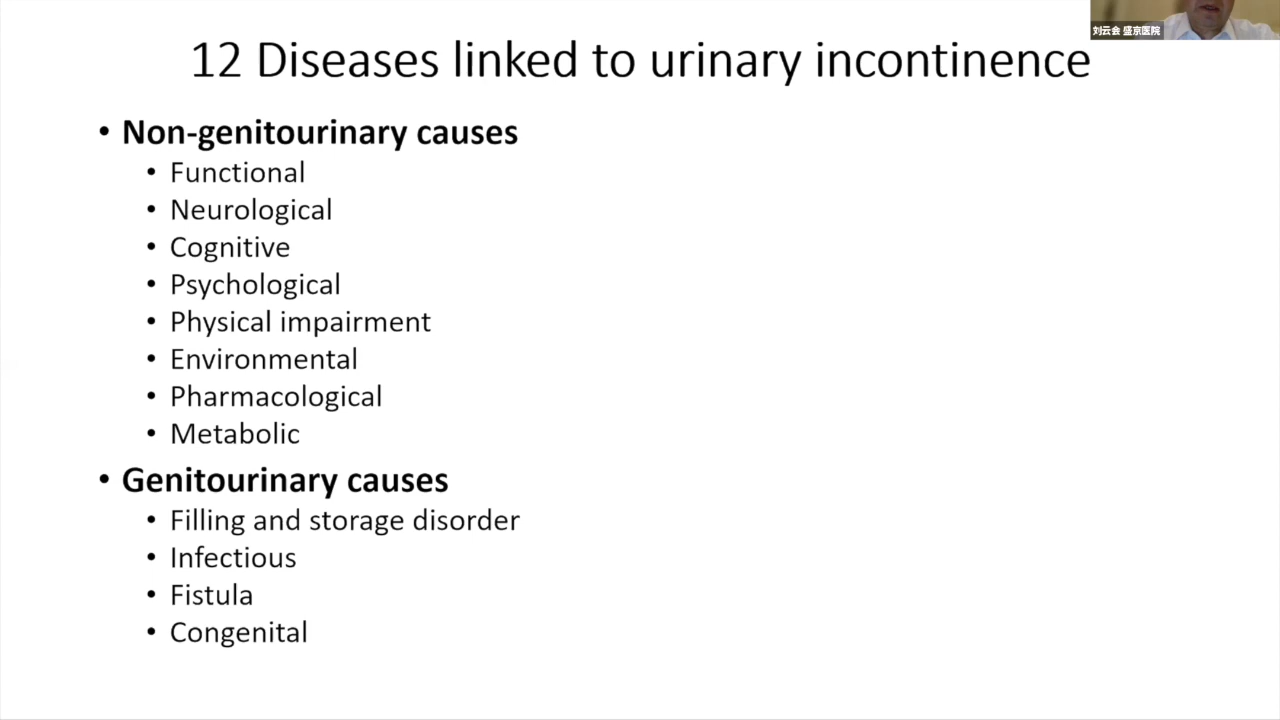 刘云会 盛京医院
12 Diseases linked to urinary incontinence
• Non-genitourinary causes
• Functional
• Neurological
• Cognitive
• Psychological
• Physical impairment
• Environmental
• Pharmacological
• Metabolic
• Genitourinary causes
• Filling and storage disorder
• Infectious
• Fistula
• Congenital